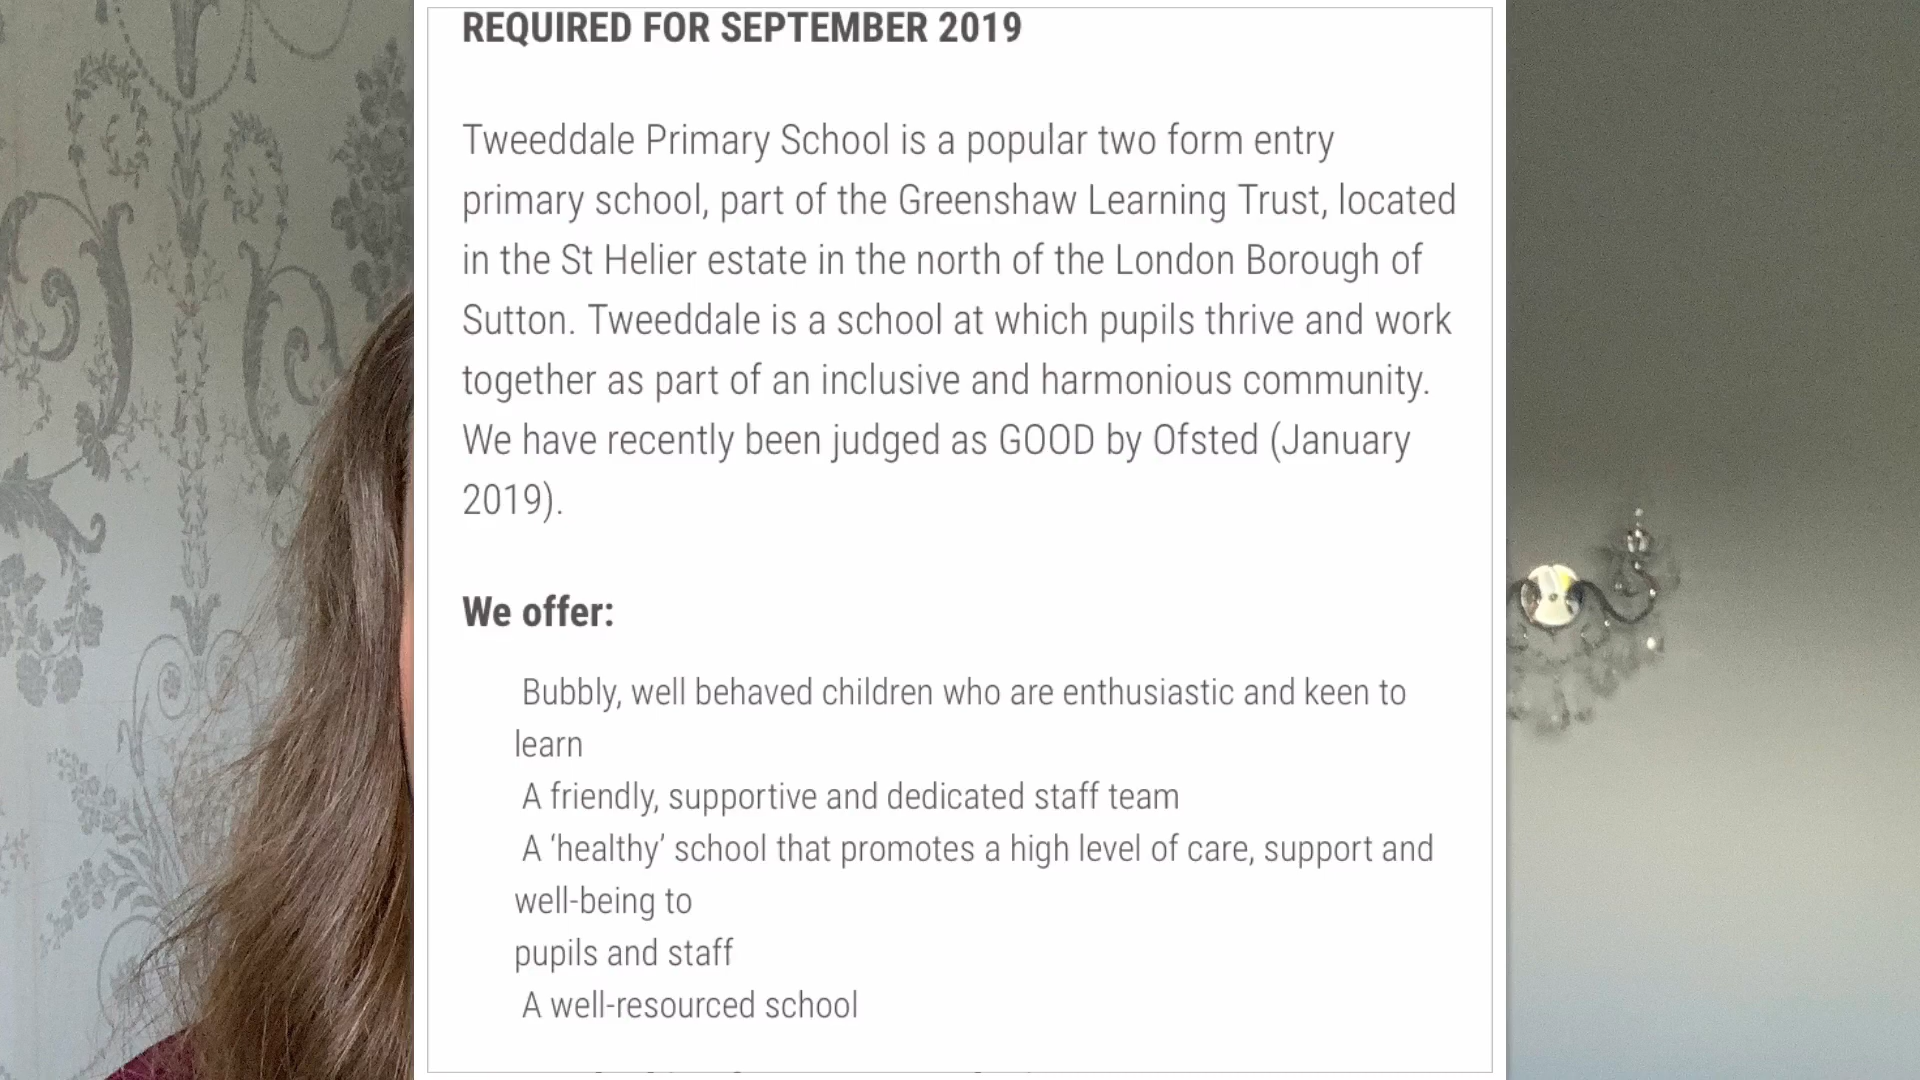 REQUIRED FOR SEPTEMBER 2019
Tweeddale Primary School is a popular two form entry
primary school, part of the Greenshaw Learning Trust, located
in the St Helier estate in the north of the London Borough of
Sutton. Tweeddale is a school at which pupils thrive and work
together as part of an inclusive and harmonious community.
We have recently been judged as GOOD by Ofsted (January
2019).
We offer:
Bubbly, well behaved children who are enthusiastic and keen to
learn
A friendly, supportive and dedicated staff team
A ‘healthy’ school that promotes a high level of care, support and
well-being to
pupils and staff
A well-resourced school